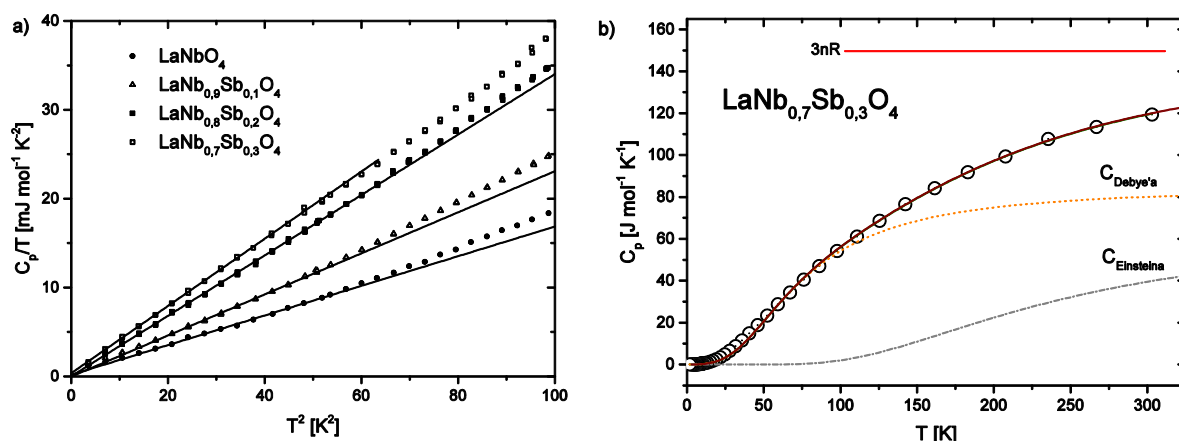 a)
40
30
20
10
0
0 20 40 60 80 100
C_p/T [mJ mol⁻¹ K⁻²]
T² [K²]
LaNbO₄
LaNb₀,₉Sb₀,₁O₄
LaNb₀,₈Sb₀,₂O₄
LaNb₀,₇Sb₀,₃O₄
b)
160
140
120
100
80
60
40
20
0
0 50 100 150 200 250 300
C_p [J mol⁻¹ K⁻¹]
T [K]
3nR
LaNb₀,₇Sb₀,₃O₄
C_Debye'a
C_Einsteina